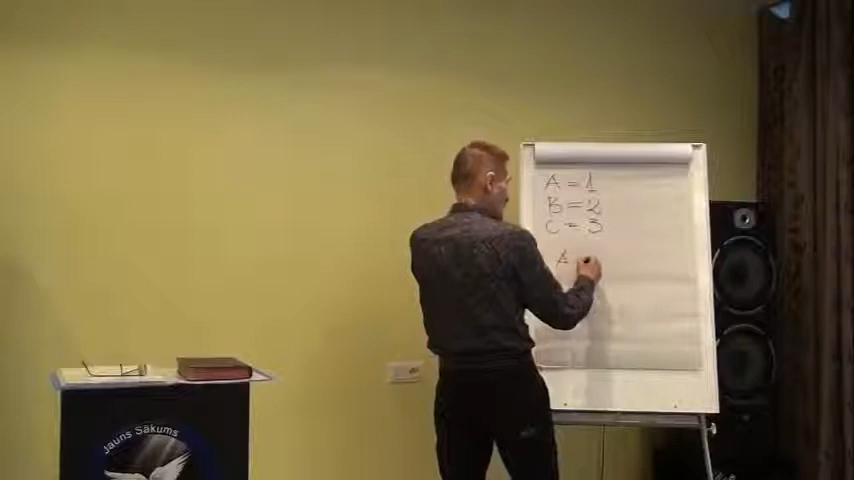 A = 1
B = 2
C = 3
A
Jauns Sākums